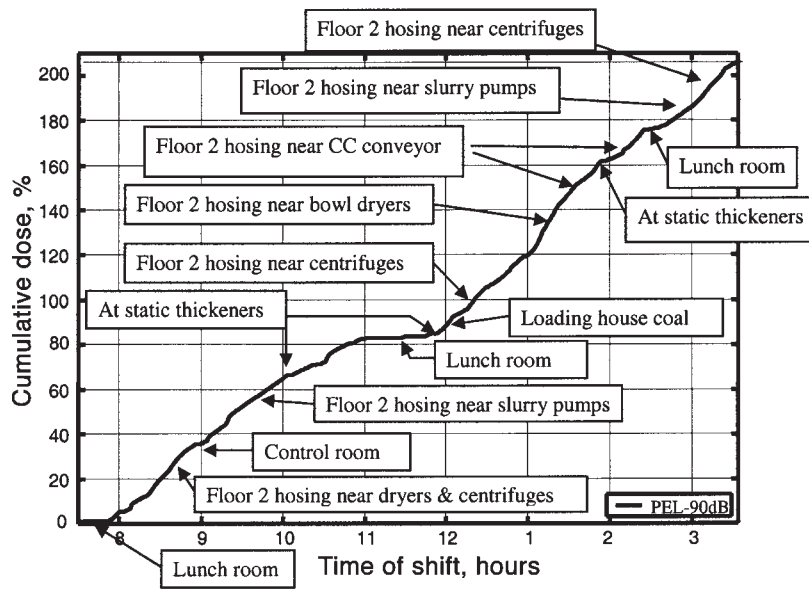 Floor 2 hosing near centrifuges
Floor 2 hosing near slurry pumps
Floor 2 hosing near CC conveyor
Lunch room
Floor 2 hosing near bowl dryers
At static thickeners
Floor 2 hosing near centrifuges
At static thickeners
Loading house coal
Lunch room
Floor 2 hosing near slurry pumps
Control room
Floor 2 hosing near dryers & centrifuges
PEL-90dB
Lunch room
Cumulative dose, %
200
180
160
140
120
100
80
60
40
20
0
8 9 10 11 12 1 2 3
Time of shift, hours